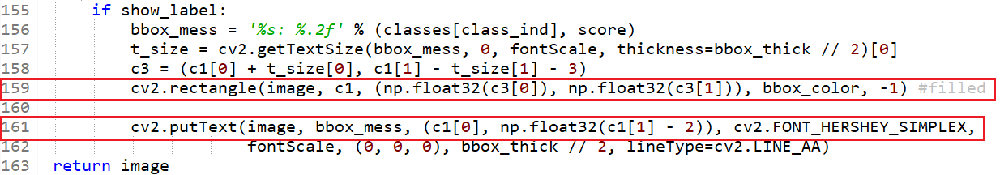 155 if show_label:
156 bbox_mess = '%s: %.2f' % (classes[class_ind], score)
157 t_size = cv2.getTextSize(bbox_mess, 0, fontScale, thickness=bbox_thick // 2)[0]
158 c3 = (c1[0] + t_size[0], c1[1] - t_size[1] - 3)
159 cv2.rectangle(image, c1, (np.float32(c3[0]), np.float32(c3[1])), bbox_color, -1) #filled
160
161 cv2.putText(image, bbox_mess, (c1[0], np.float32(c1[1] - 2)), cv2.FONT_HERSHEY_SIMPLEX,
162 fontScale, (0, 0, 0), bbox_thick // 2, lineType=cv2.LINE_AA)
163 return image